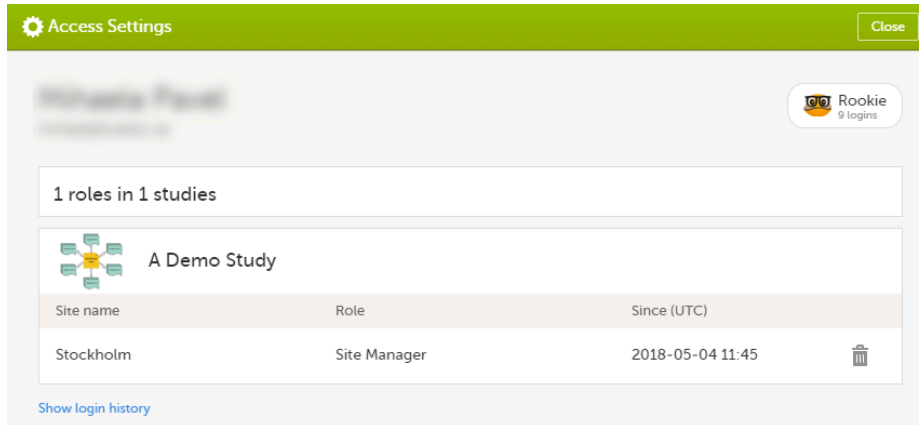 Access Settings
Close
Rookie
9 logins
1 roles in 1 studies
A Demo Study
Site name Role Since (UTC)
Stockholm Site Manager 2018-05-04 11:45
Show login history